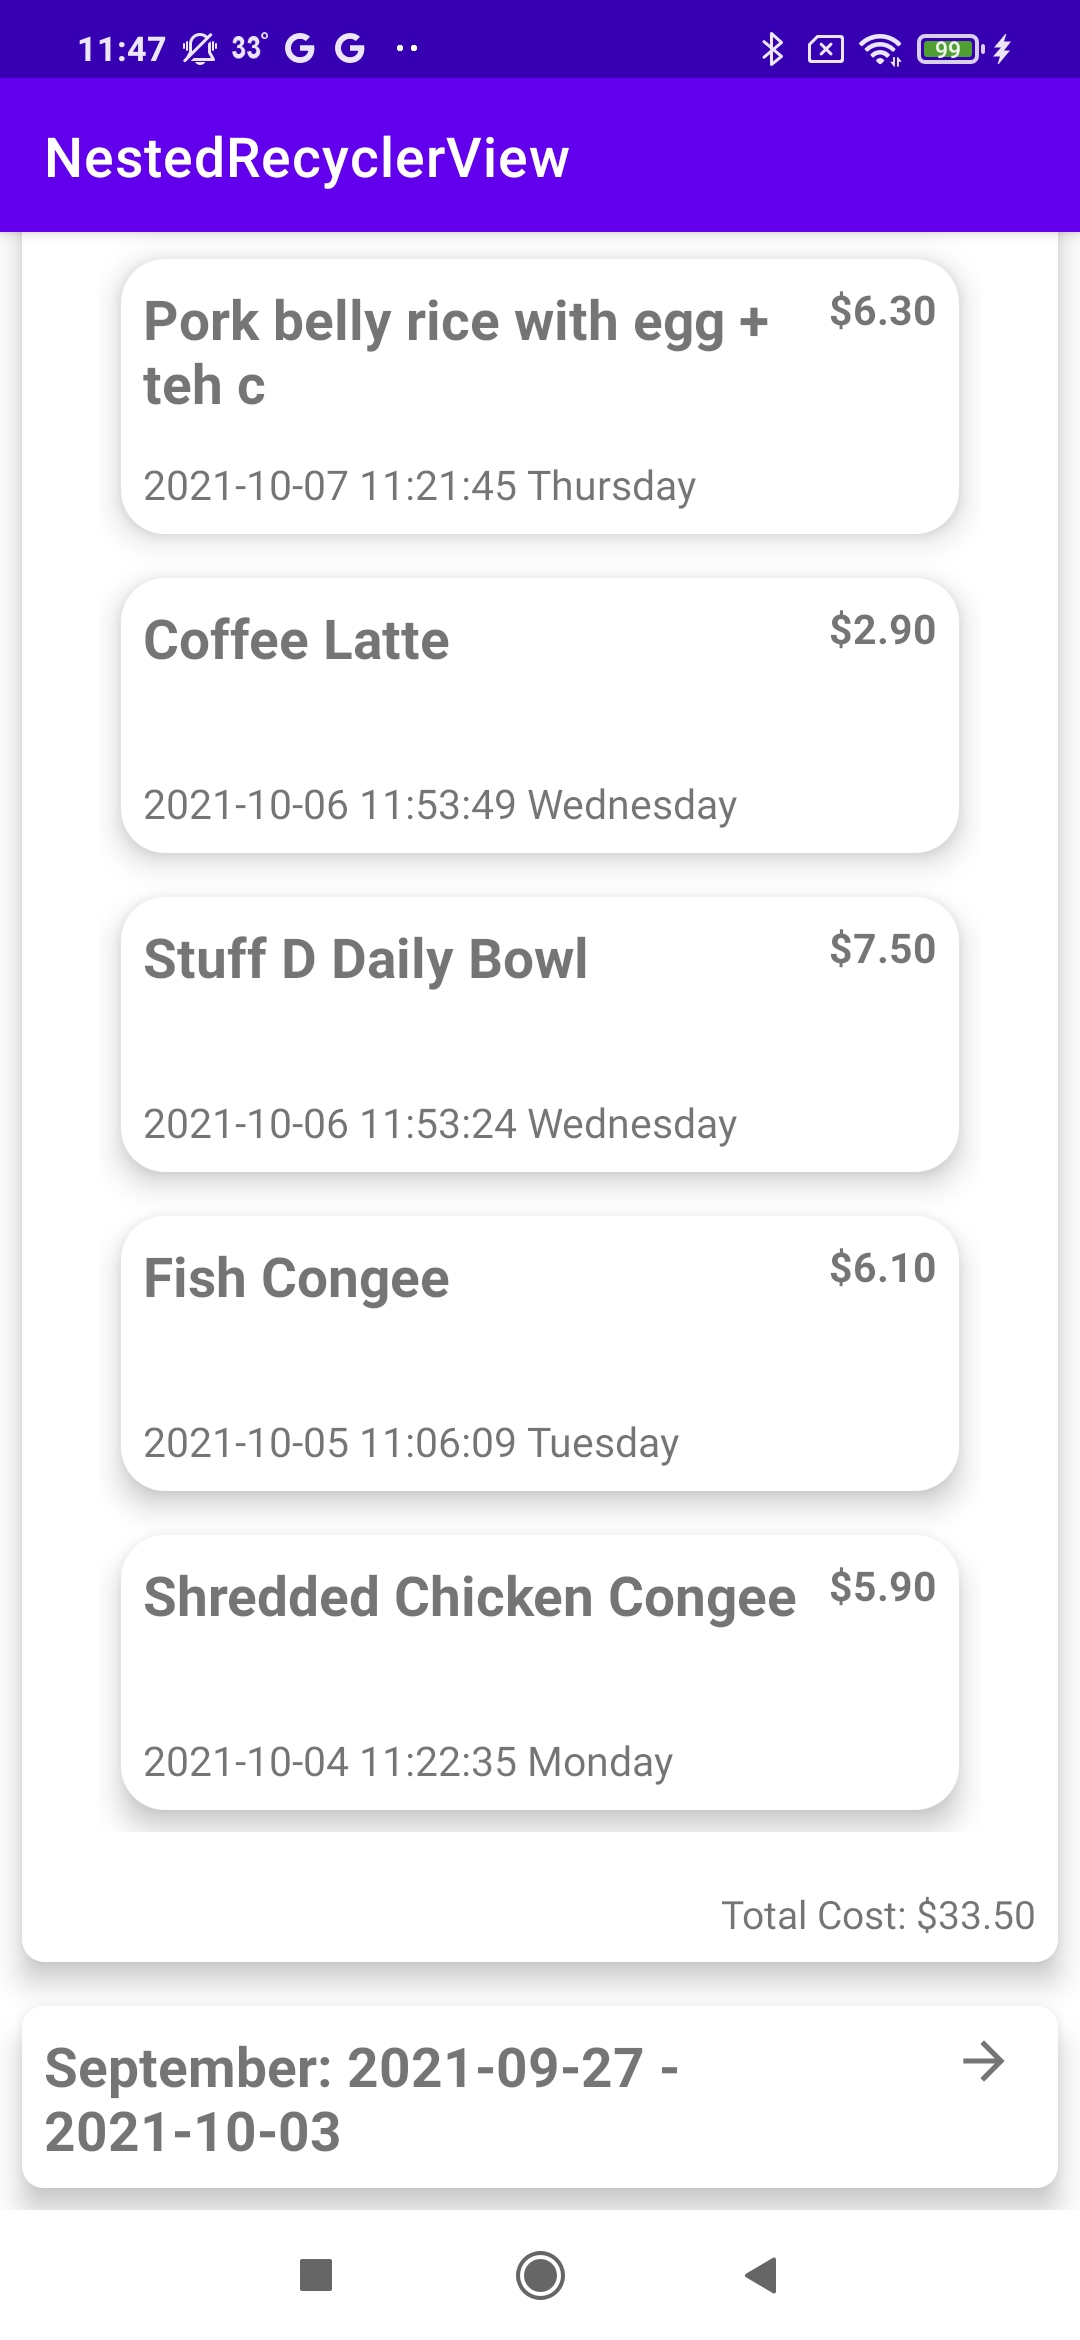 11:47 33° G G 99
NestedRecyclerView
Pork belly rice with egg + $6.30
teh c
2021-10-07 11:21:45 Thursday
Coffee Latte $2.90
2021-10-06 11:53:49 Wednesday
Stuff D Daily Bowl $7.50
2021-10-06 11:53:24 Wednesday
Fish Congee $6.10
2021-10-05 11:06:09 Tuesday
Shredded Chicken Congee $5.90
2021-10-04 11:22:35 Monday
Total Cost: $33.50
September: 2021-09-27 -
2021-10-03